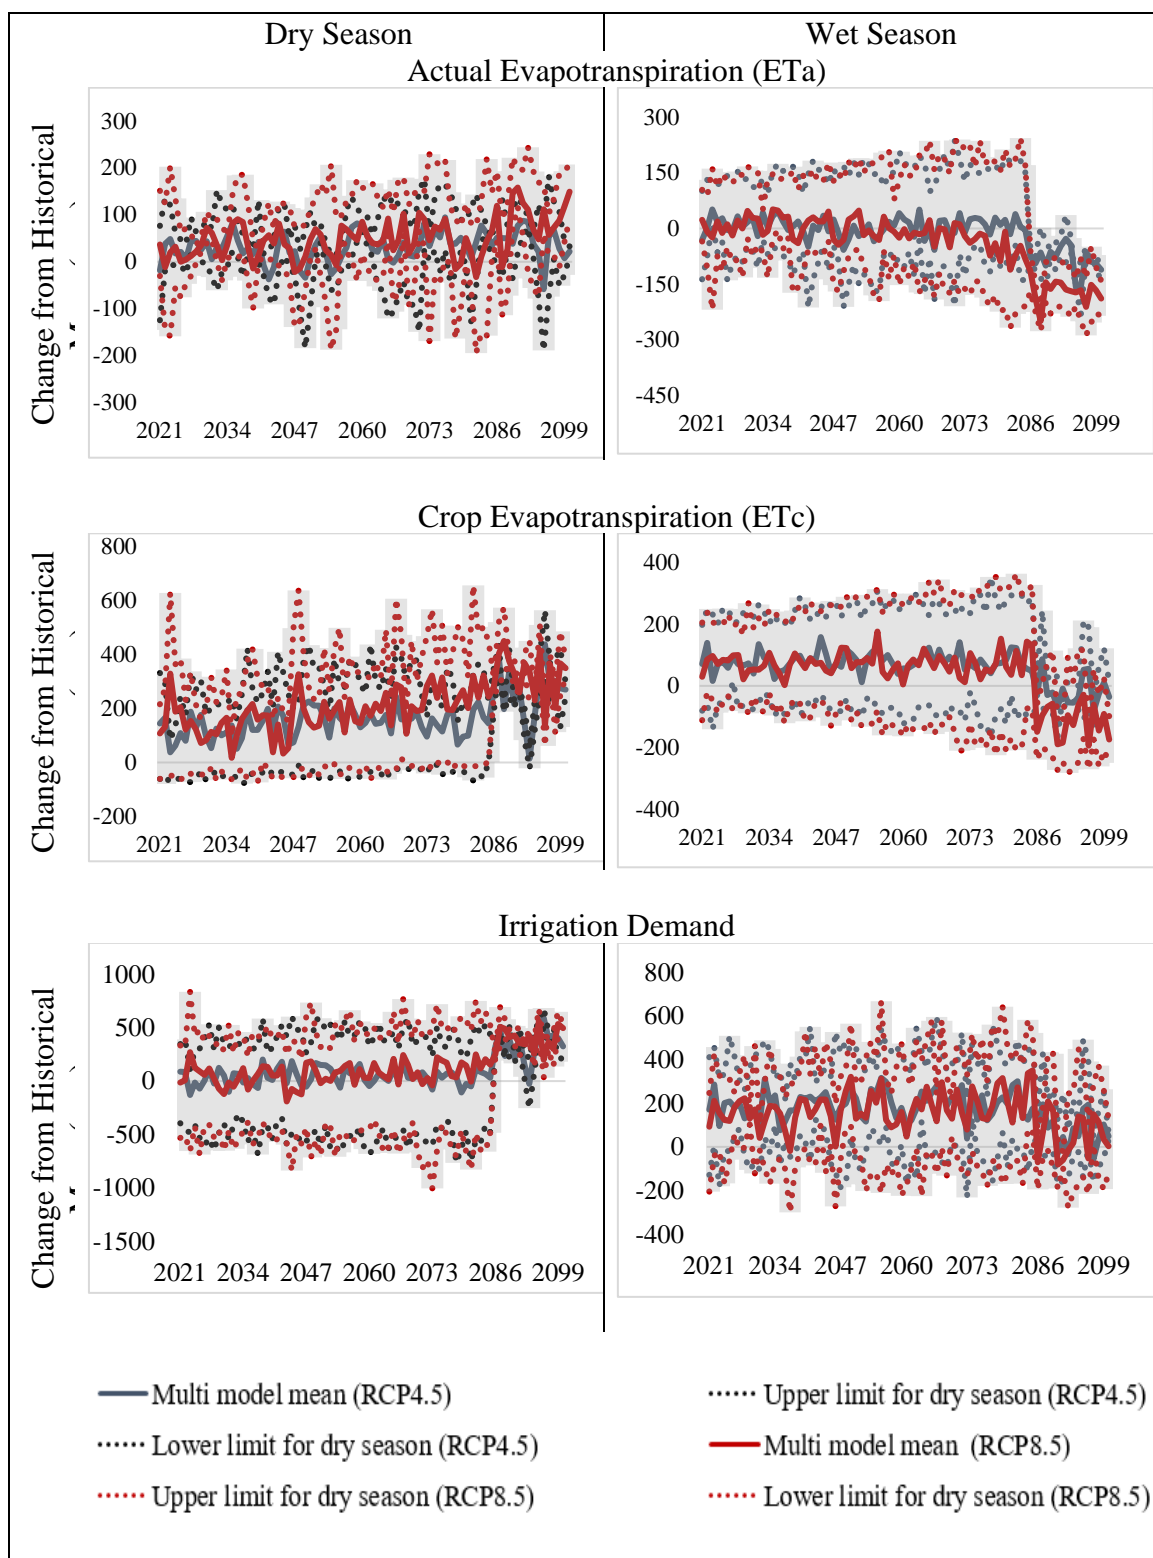 Dry Season
Wet Season
Actual Evapotranspiration (ETa)
Change from Historical
300
200
100
0
-100
-200
-300
2021 2034 2047 2060 2073 2086 2099
300
150
0
-150
-300
-450
2021 2034 2047 2060 2073 2086 2099
Crop Evapotranspiration (ETc)
Change from Historical
800
600
400
200
0
-200
2021 2034 2047 2060 2073 2086 2099
400
200
0
-200
-400
2021 2034 2047 2060 2073 2086 2099
Irrigation Demand
Change from Historical
1000
500
0
-500
-1000
-1500
2021 2034 2047 2060 2073 2086 2099
800
600
400
200
0
-200
-400
2021 2034 2047 2060 2073 2086 2099
Multi model mean (RCP4.5)
Upper limit for dry season (RCP4.5)
Lower limit for dry season (RCP4.5)
Multi model mean (RCP8.5)
Upper limit for dry season (RCP8.5)
Lower limit for dry season (RCP8.5)